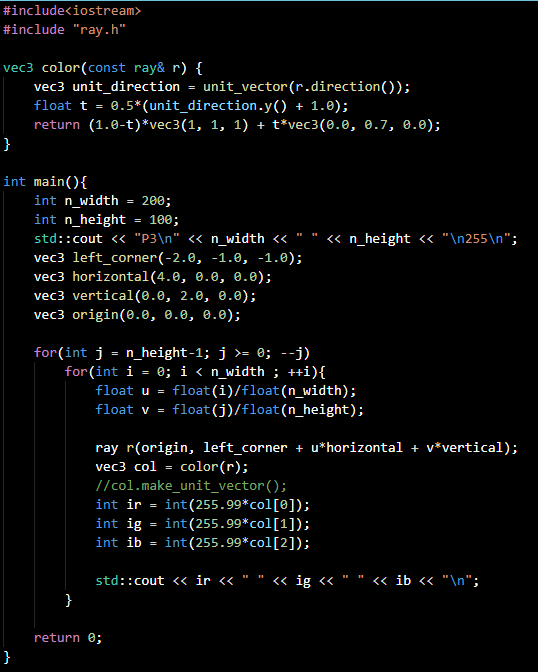 #include<iostream>
#include "ray.h"

vec3 color(const ray& r) {
    vec3 unit_direction = unit_vector(r.direction());
    float t = 0.5*(unit_direction.y() + 1.0);
    return (1.0-t)*vec3(1, 1, 1) + t*vec3(0.0, 0.7, 0.0);
}

int main(){
    int n_width = 200;
    int n_height = 100;
    std::cout << "P3\n" << n_width << " " << n_height << "\n255\n";
    vec3 left_corner(-2.0, -1.0, -1.0);
    vec3 horizontal(4.0, 0.0, 0.0);
    vec3 vertical(0.0, 2.0, 0.0);
    vec3 origin(0.0, 0.0, 0.0);

    for(int j = n_height-1; j >= 0; --j)
        for(int i = 0; i < n_width ; ++i){
            float u = float(i)/float(n_width);
            float v = float(j)/float(n_height);

            ray r(origin, left_corner + u*horizontal + v*vertical);
            vec3 col = color(r);
            //col.make_unit_vector();
            int ir = int(255.99*col[0]);
            int ig = int(255.99*col[1]);
            int ib = int(255.99*col[2]);

            std::cout << ir << " " << ig << " " << ib << "\n";
        }

    return 0;
}